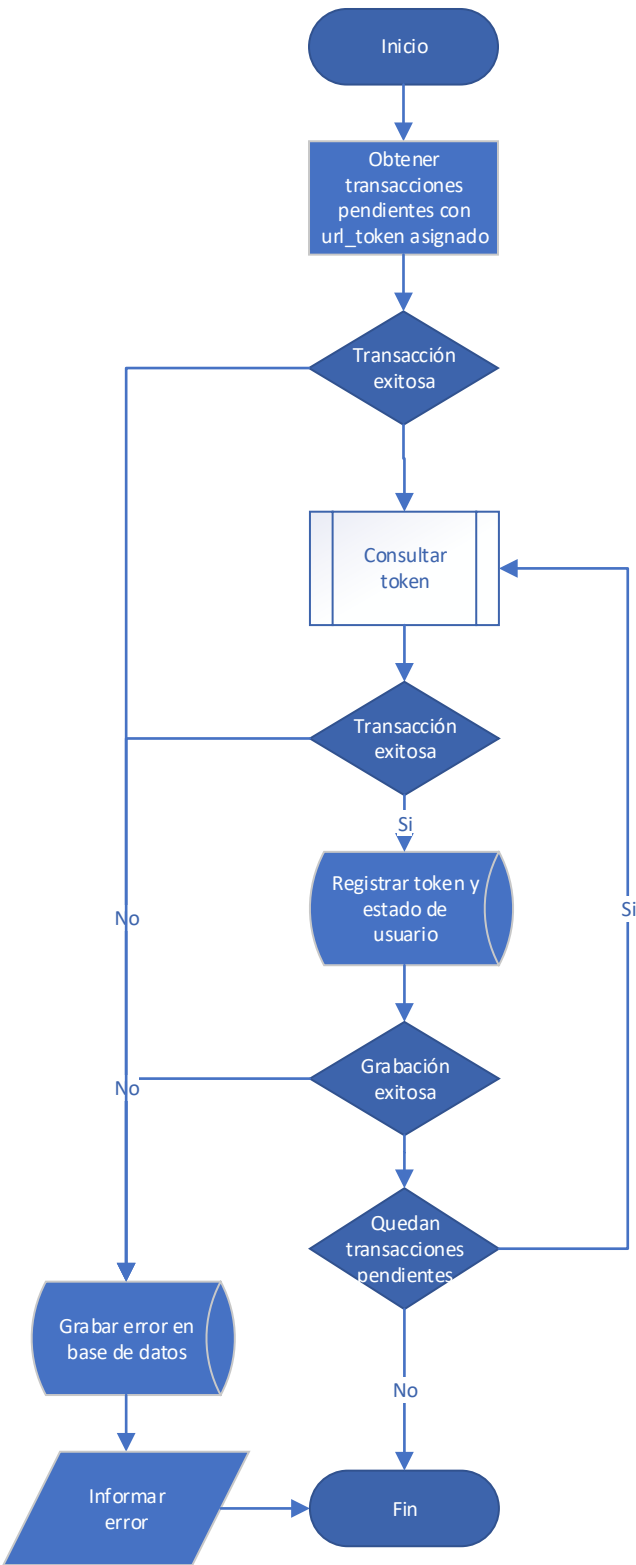 Inicio
Obtener
transacciones
pendientes con
url_token asignado
Transacción
exitosa
Consultar
token
Transacción
exitosa
Si
Registrar token y
estado de
usuario
No
Si
Grabación
exitosa
No
Quedan
transacciones
pendientes
Grabar error en
base de datos
No
Informar
error
Fin